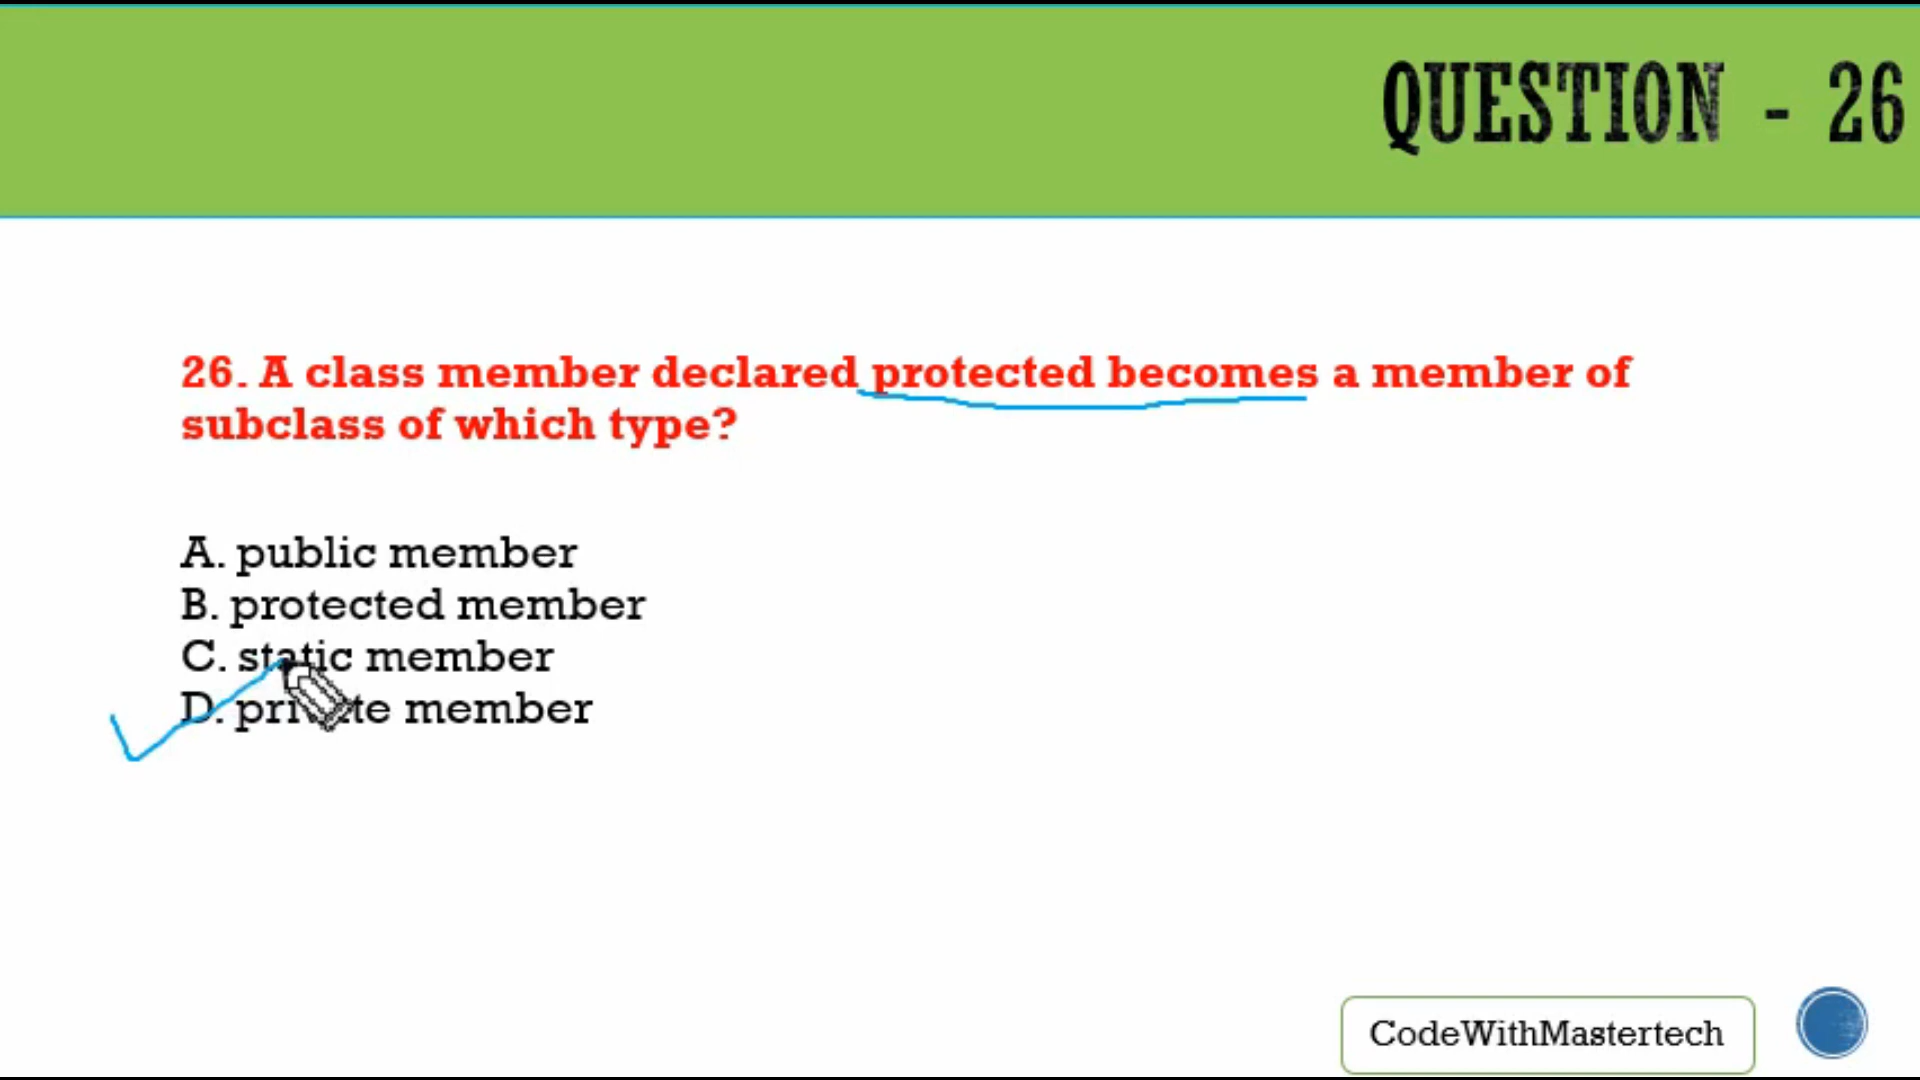 QUESTION - 26
26. A class member declared protected becomes a member of
subclass of which type?
A. public member
B. protected member
C. static member
D. private member
CodeWithMastertech